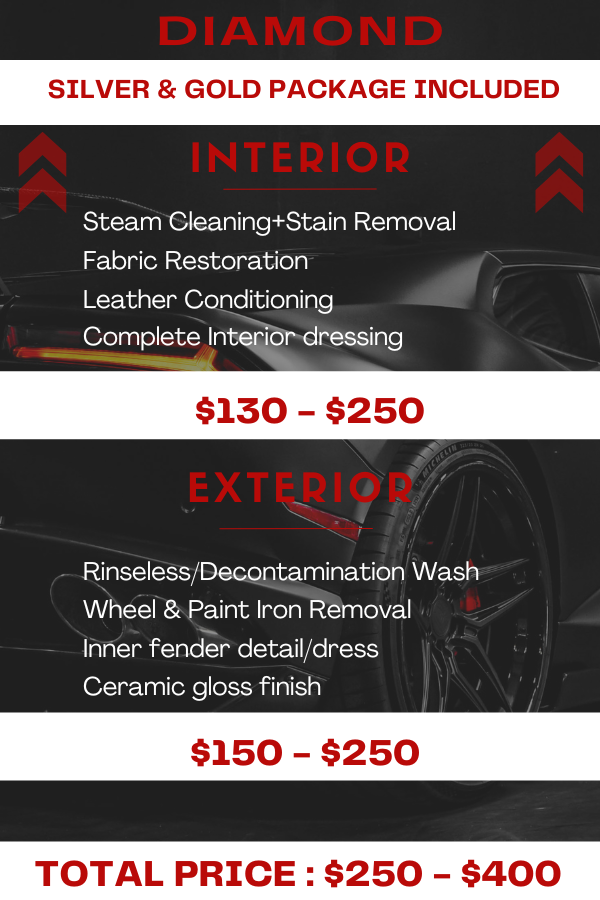 DIAMOND
SILVER & GOLD PACKAGE INCLUDED
INTERIOR
Steam Cleaning+Stain Removal
Fabric Restoration
Leather Conditioning
Complete Interior dressing
$130 – $250
EXTERIOR
MICHELIN
Rinseless/Decontamination Wash
Wheel & Paint Iron Removal
Inner fender detail/dress
Ceramic gloss finish
$150 – $250
TOTAL PRICE : $250 – $400